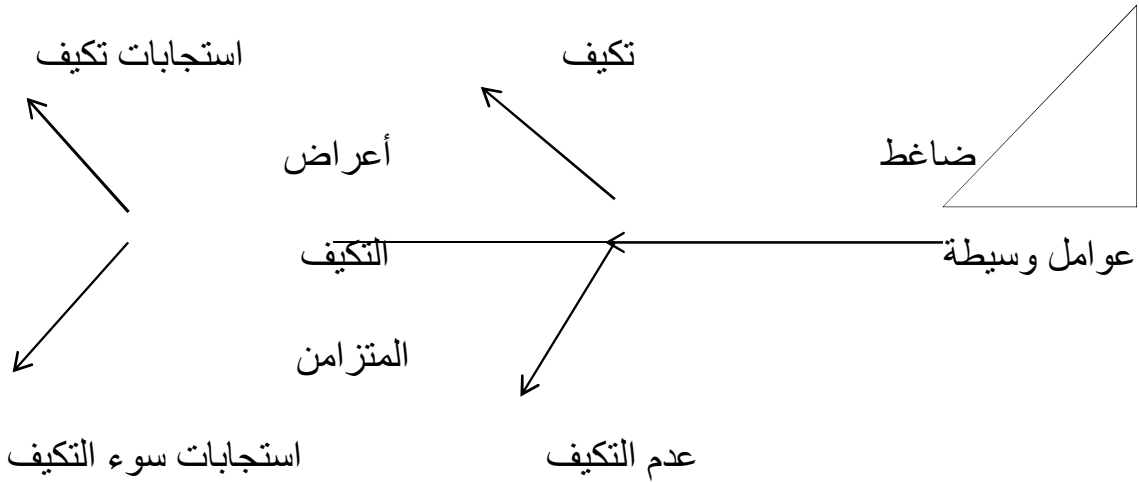 تكيف استجابات تكيف
ضاغط أعراض
عوامل وسيطة التكيف
المتزامن
عدم التكيف استجابات سوء التكيف